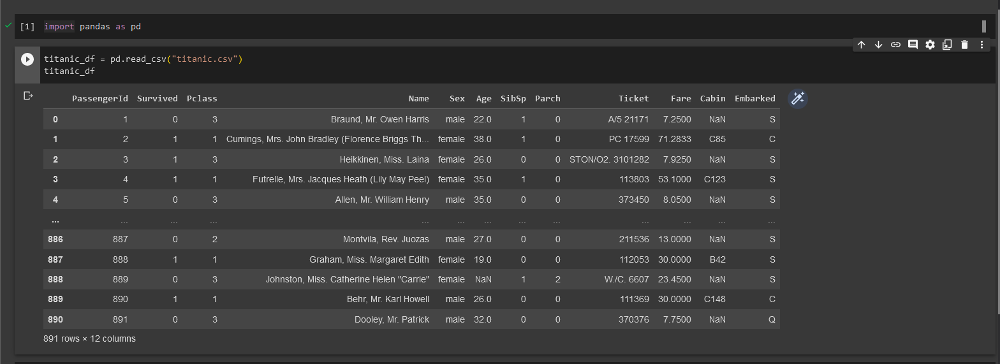 [1] import pandas as pd
titanic_df = pd.read_csv("titanic.csv")
titanic_df
PassengerId Survived Pclass Name Sex Age SibSp Parch Ticket Fare Cabin Embarked
0 1 0 3 Braund, Mr. Owen Harris male 22.0 1 0 A/5 21171 7.2500 NaN S
1 2 1 1 Cumings, Mrs. John Bradley (Florence Briggs Th... female 38.0 1 0 PC 17599 71.2833 C85 C
2 3 1 3 Heikkinen, Miss. Laina female 26.0 0 0 STON/O2. 3101282 7.9250 NaN S
3 4 1 1 Futrelle, Mrs. Jacques Heath (Lily May Peel) female 35.0 1 0 113803 53.1000 C123 S
4 5 0 3 Allen, Mr. William Henry male 35.0 0 0 373450 8.0500 NaN S
... ... ... ... ... ... ... ... ... ... ... ... ...
886 887 0 2 Montvila, Rev. Juozas male 27.0 0 0 211536 13.0000 NaN S
887 888 1 1 Graham, Miss. Margaret Edith female 19.0 0 0 112053 30.0000 B42 S
888 889 0 3 Johnston, Miss. Catherine Helen "Carrie" female NaN 1 2 W./C. 6607 23.4500 NaN S
889 890 1 1 Behr, Mr. Karl Howell male 26.0 0 0 111369 30.0000 C148 C
890 891 0 3 Dooley, Mr. Patrick male 32.0 0 0 370376 7.7500 NaN Q
891 rows × 12 columns